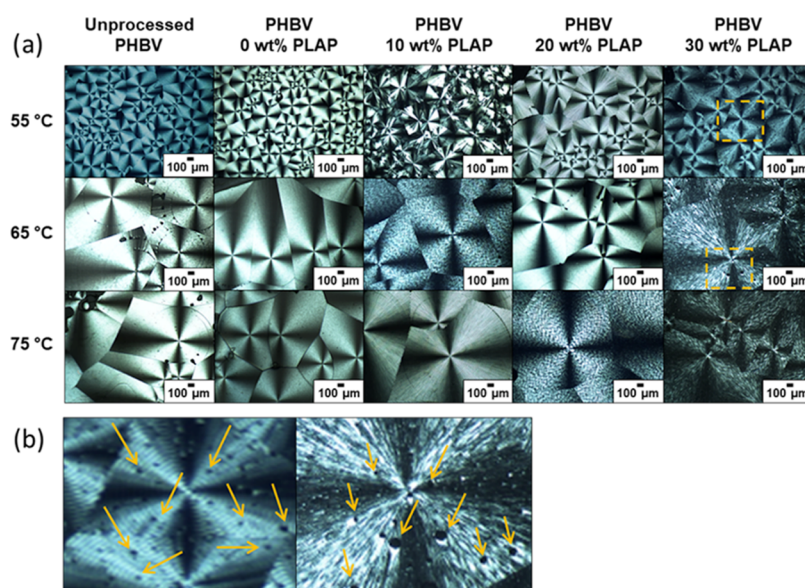 (a)
Unprocessed PHBV
PHBV 0 wt% PLAP
PHBV 10 wt% PLAP
PHBV 20 wt% PLAP
PHBV 30 wt% PLAP
55 °C
100 µm
100 µm
100 µm
100 µm
100 µm
65 °C
100 µm
100 µm
100 µm
100 µm
100 µm
75 °C
100 µm
100 µm
100 µm
100 µm
100 µm
(b)